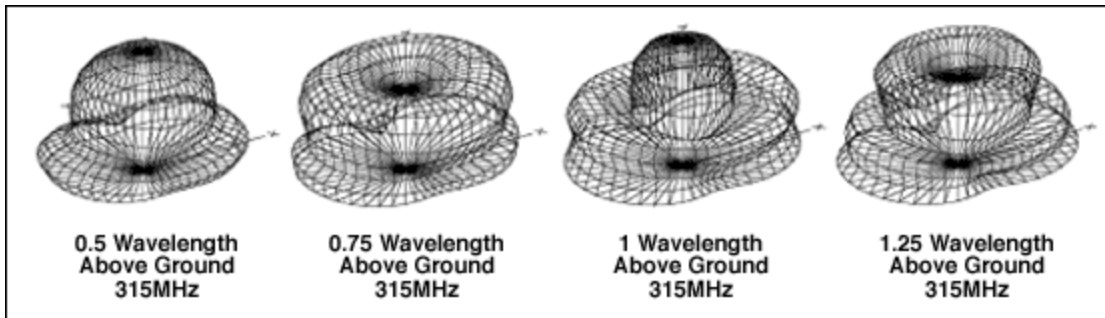 0.5 Wavelength
Above Ground
315MHz
0.75 Wavelength
Above Ground
315MHz
1 Wavelength
Above Ground
315MHz
1.25 Wavelength
Above Ground
315MHz